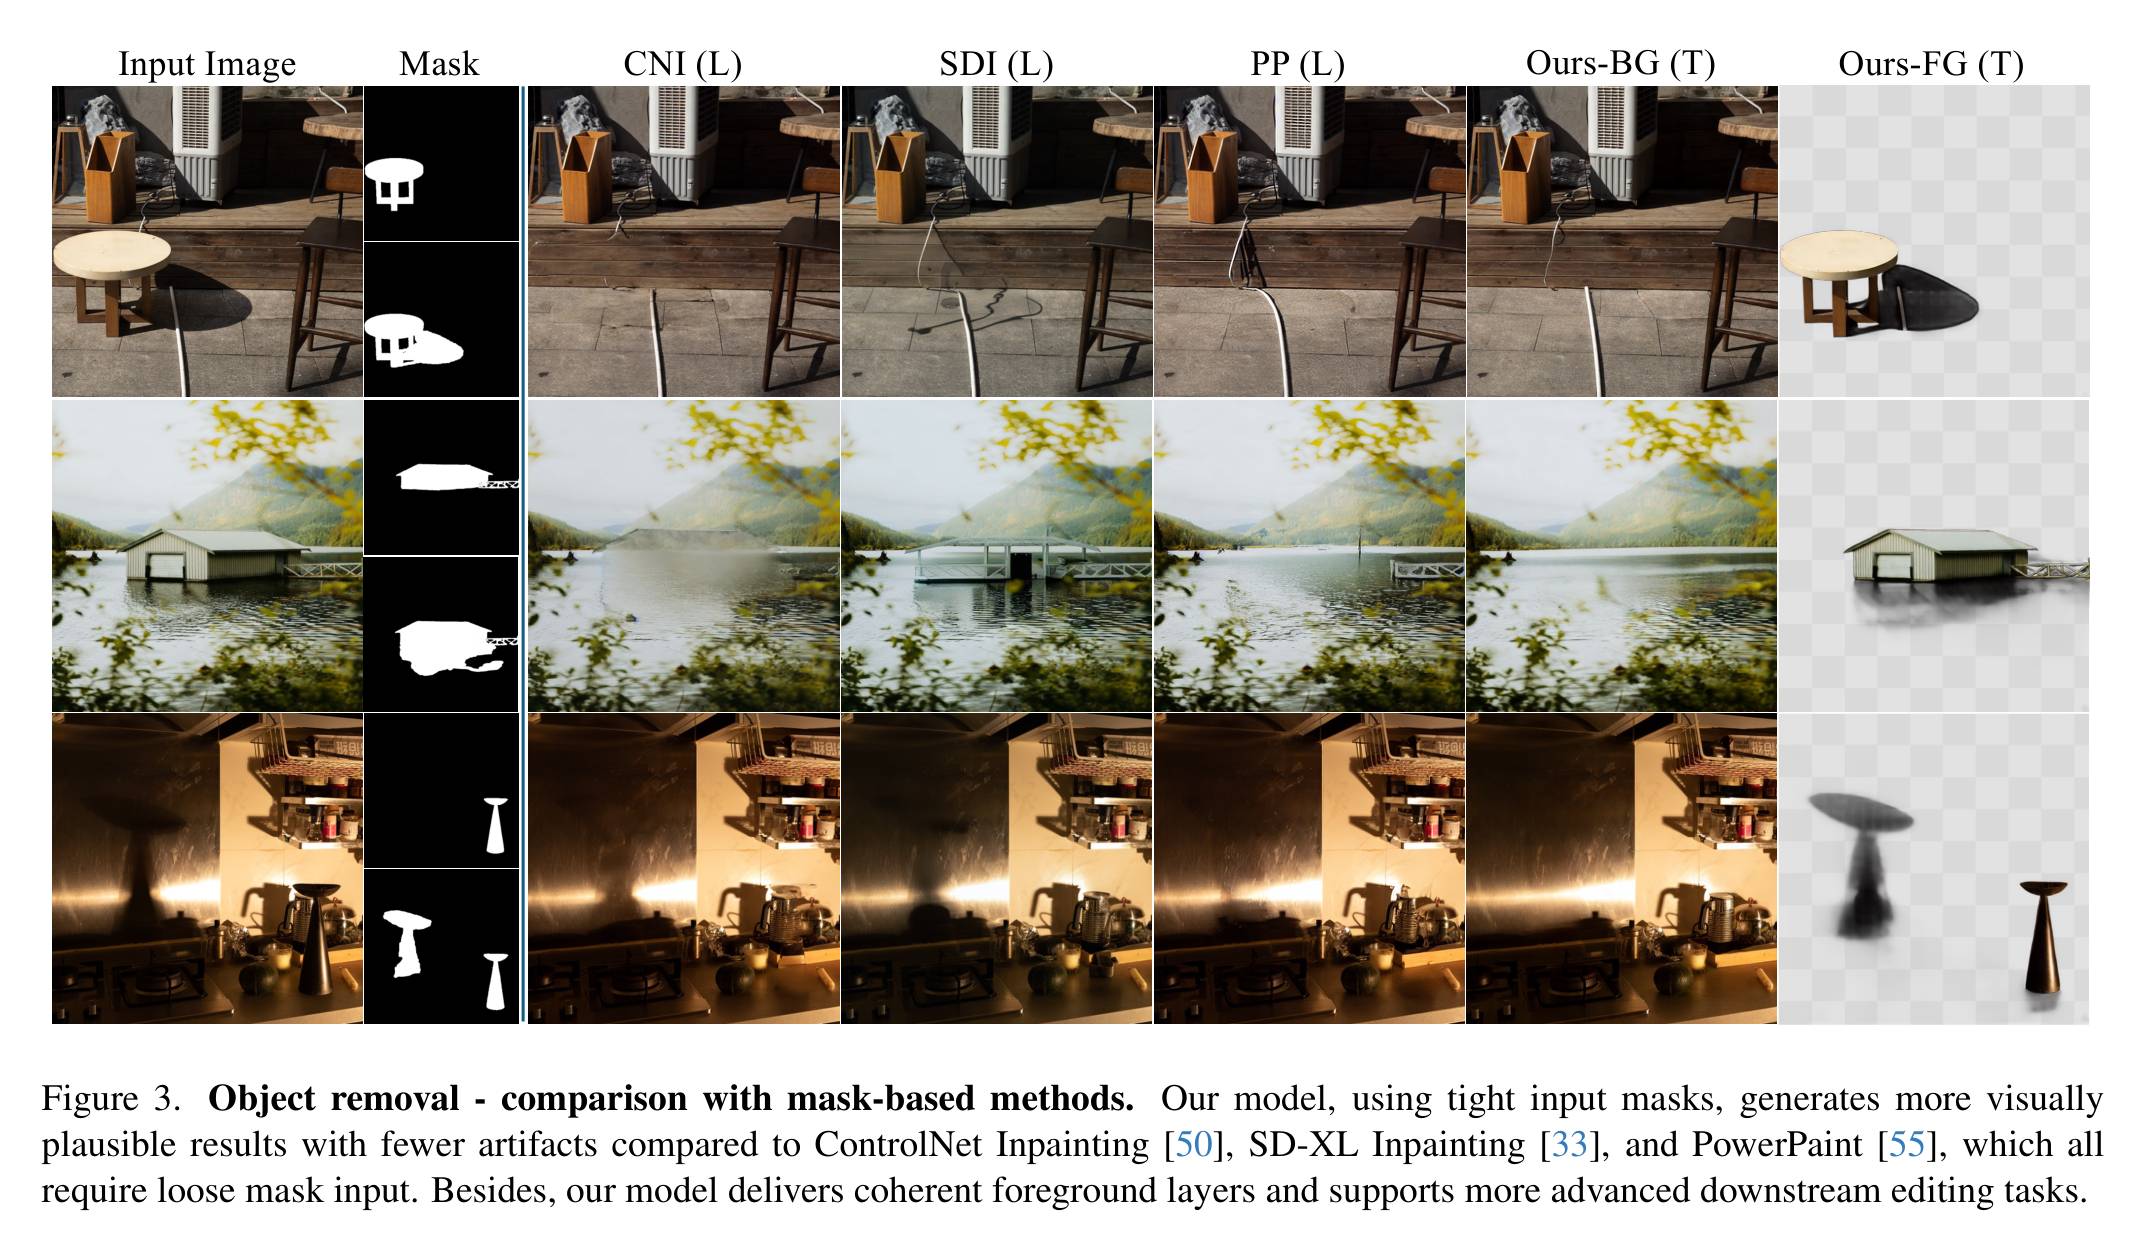 Input Image Mask CNI (L) SDI (L) PP (L) Ours-BG (T) Ours-FG (T)
Figure 3. Object removal - comparison with mask-based methods. Our model, using tight input masks, generates more visually
plausible results with fewer artifacts compared to ControlNet Inpainting [50], SD-XL Inpainting [33], and PowerPaint [55], which all
require loose mask input. Besides, our model delivers coherent foreground layers and supports more advanced downstream editing tasks.